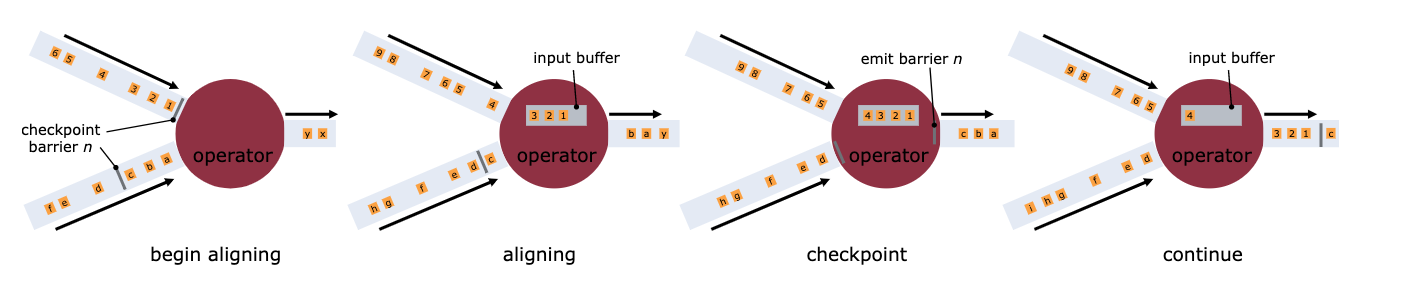 6 5 4 3 2 1
checkpoint
barrier n
f e d c b a
operator
y x
begin aligning
9 8 7 6 5 4
input buffer
3 2 1
operator
h g f e d c
b a y
aligning
9 8 7 6 5
emit barrier n
4 3 2 1
operator
h g f e d
c b a
checkpoint
9 8 7 6 5
input buffer
4
operator
i h g f e d
3 2 1 c
continue